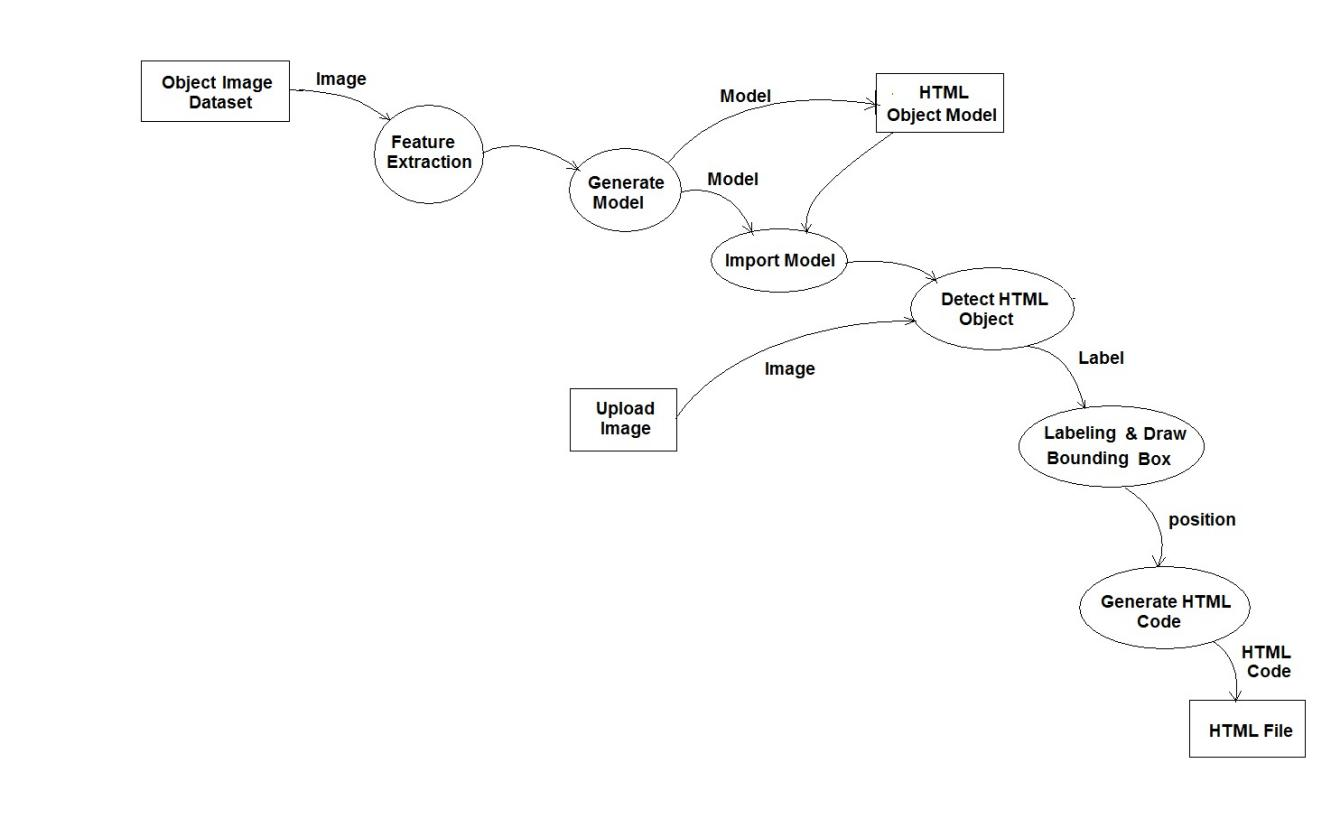 Object Image
Dataset
Image
Feature
Extraction
Model
HTML
Object Model
Generate
Model
Model
Import Model
Detect HTML
Object
Upload
Image
Image
Label
Labeling & Draw
Bounding Box
position
Generate HTML
Code
HTML
Code
HTML File